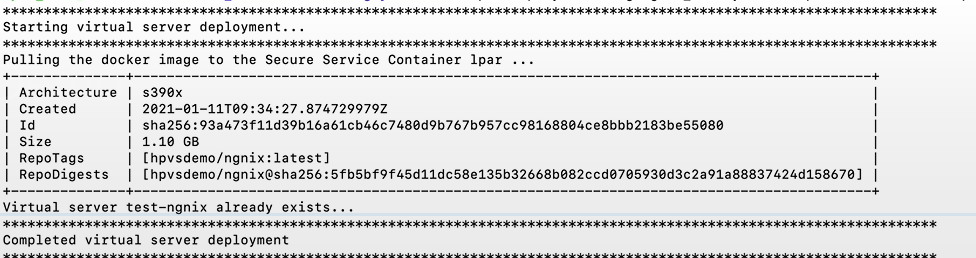 ****************************************************************************************************************
Starting virtual server deployment...
****************************************************************************************************************
Pulling the docker image to the Secure Service Container lpar ...
+--------------+-----------------------------------------------------------------------------------------+
| Architecture | s390x |
| Created | 2021-01-11T09:34:27.874729979Z |
| Id | sha256:93a473f11d39b16a61cb46c7480d9b767b957cc98168804ce8bbb2183be55080 |
| Size | 1.10 GB |
| RepoTags | [hpvsdemo/ngnix:latest] |
| RepoDigests | [hpvsdemo/ngnix@sha256:5fb5bf9f45d11dc58e135b32668b082ccd0705930d3c2a91a88837424d158670] |
+--------------+-----------------------------------------------------------------------------------------+
Virtual server test-ngnix already exists...
****************************************************************************************************************
Completed virtual server deployment
****************************************************************************************************************